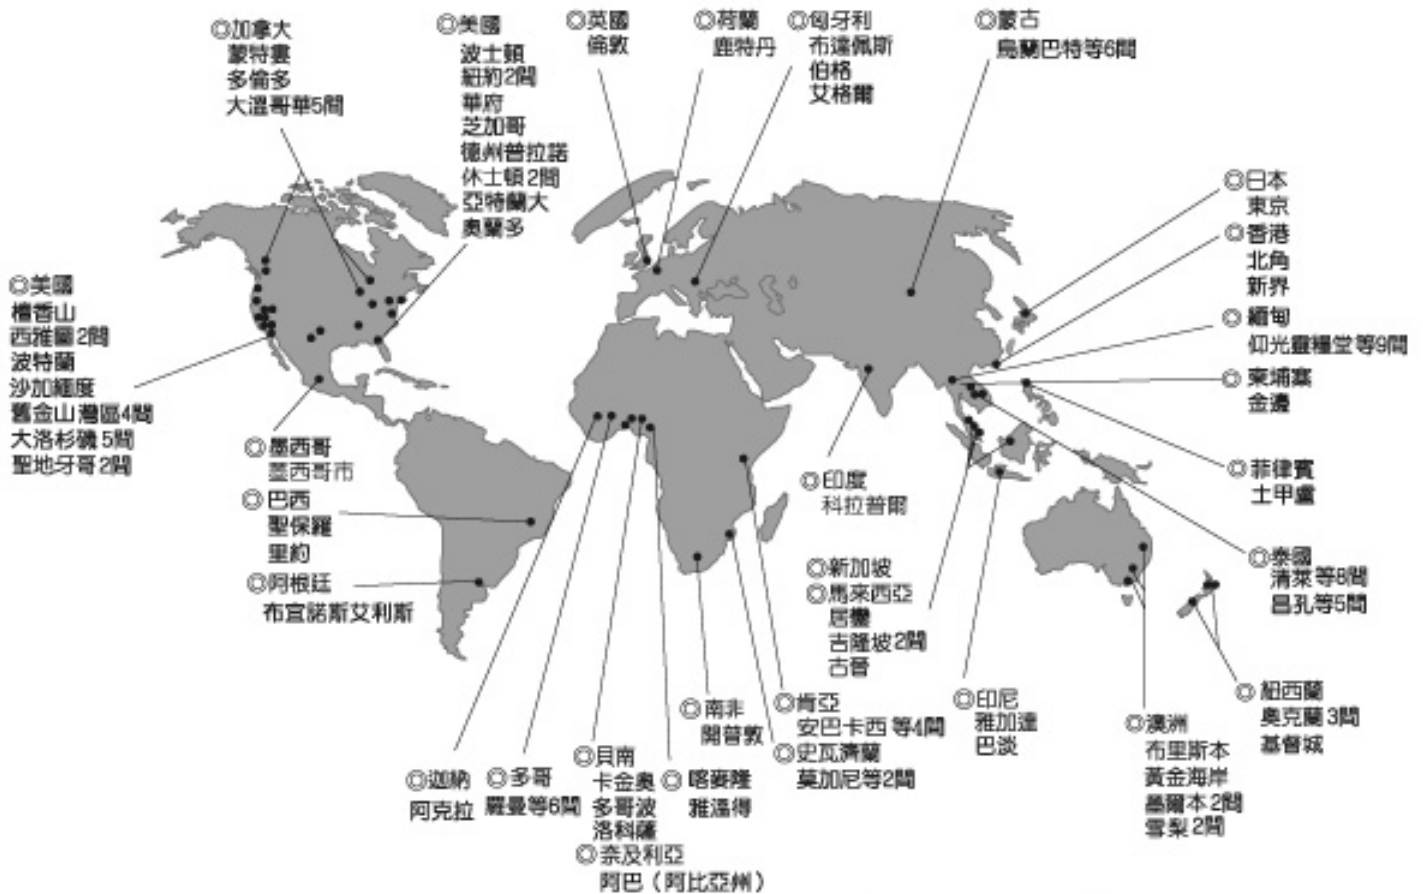 ◎加拿大
蒙特婁
多倫多
大溫哥華5間
◎美國
波士頓
紐約2間
華府
芝加哥
德州普拉諾
休士頓2間
亞特蘭大
奧蘭多
◎英國
倫敦
◎荷蘭
鹿特丹
◎匈牙利
布達佩斯
伯格
艾格爾
◎蒙古
烏蘭巴特等6間
◎日本
東京
◎香港
北角
新界
◎緬甸
仰光靈糧堂等9間
◎柬埔寨
金邊
◎菲律賓
土甲盧
◎泰國
清萊等8間
昌孔等5間
◎美國
檀香山
西雅圖2間
波特蘭
沙加緬度
舊金山灣區4間
大洛杉磯5間
聖地牙哥2間
◎墨西哥
墨西哥市
◎巴西
聖保羅
里約
◎阿根廷
布宜諾斯艾利斯
◎印度
科拉普爾
◎新加坡
◎馬來西亞
居鑾
吉隆坡2間
古晉
◎印尼
雅加達
巴淡
◎紐西蘭
奧克蘭3間
基督城
◎澳洲
布里斯本
黃金海岸
墨爾本2間
雪梨2間
◎迦納
阿克拉
◎多哥
羅曼等6間
◎貝南
卡金奧
多哥波
洛科薩
◎奈及利亞
阿巴(阿比亞州)
◎喀麥隆
雅溫得
◎南非
開普敦
◎肯亞
安巴卡西等4間
◎史瓦濟蘭
莫加尼等2間